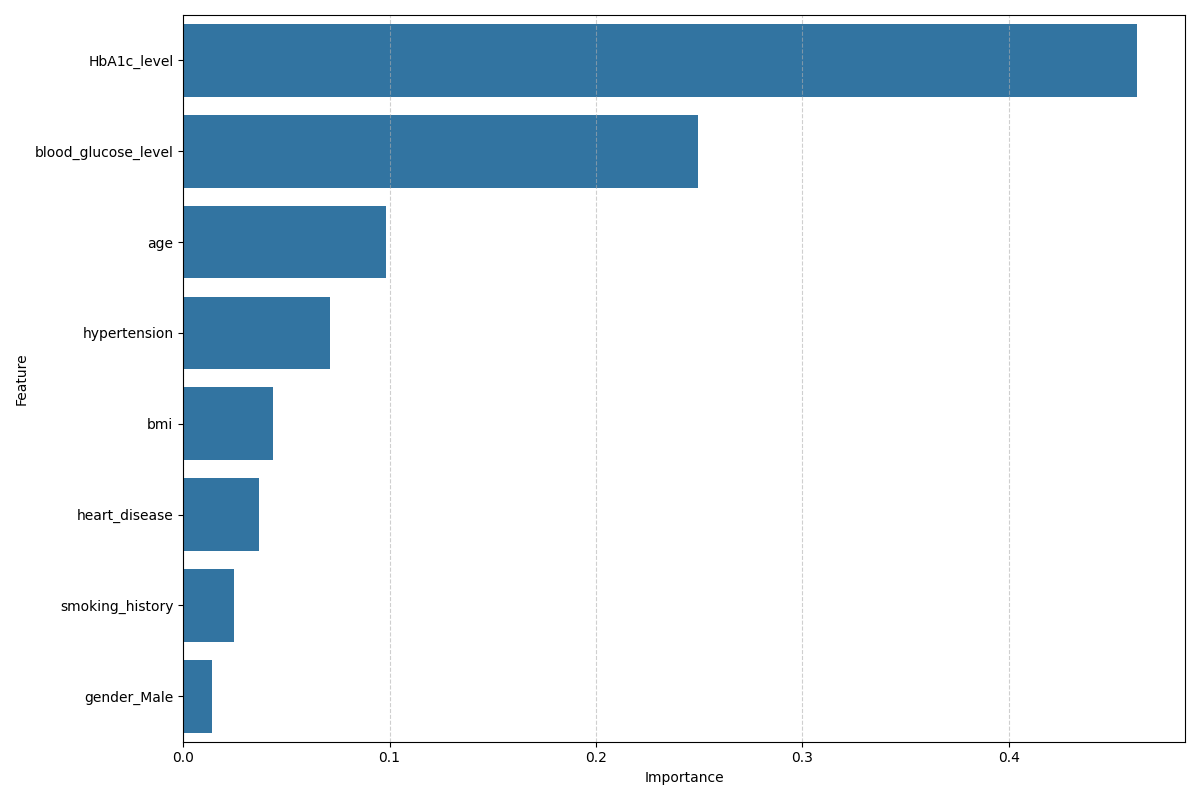 HbA1c_level
blood_glucose_level
age
hypertension
bmi
heart_disease
smoking_history
gender_Male
Feature
0.0 0.1 0.2 0.3 0.4
Importance